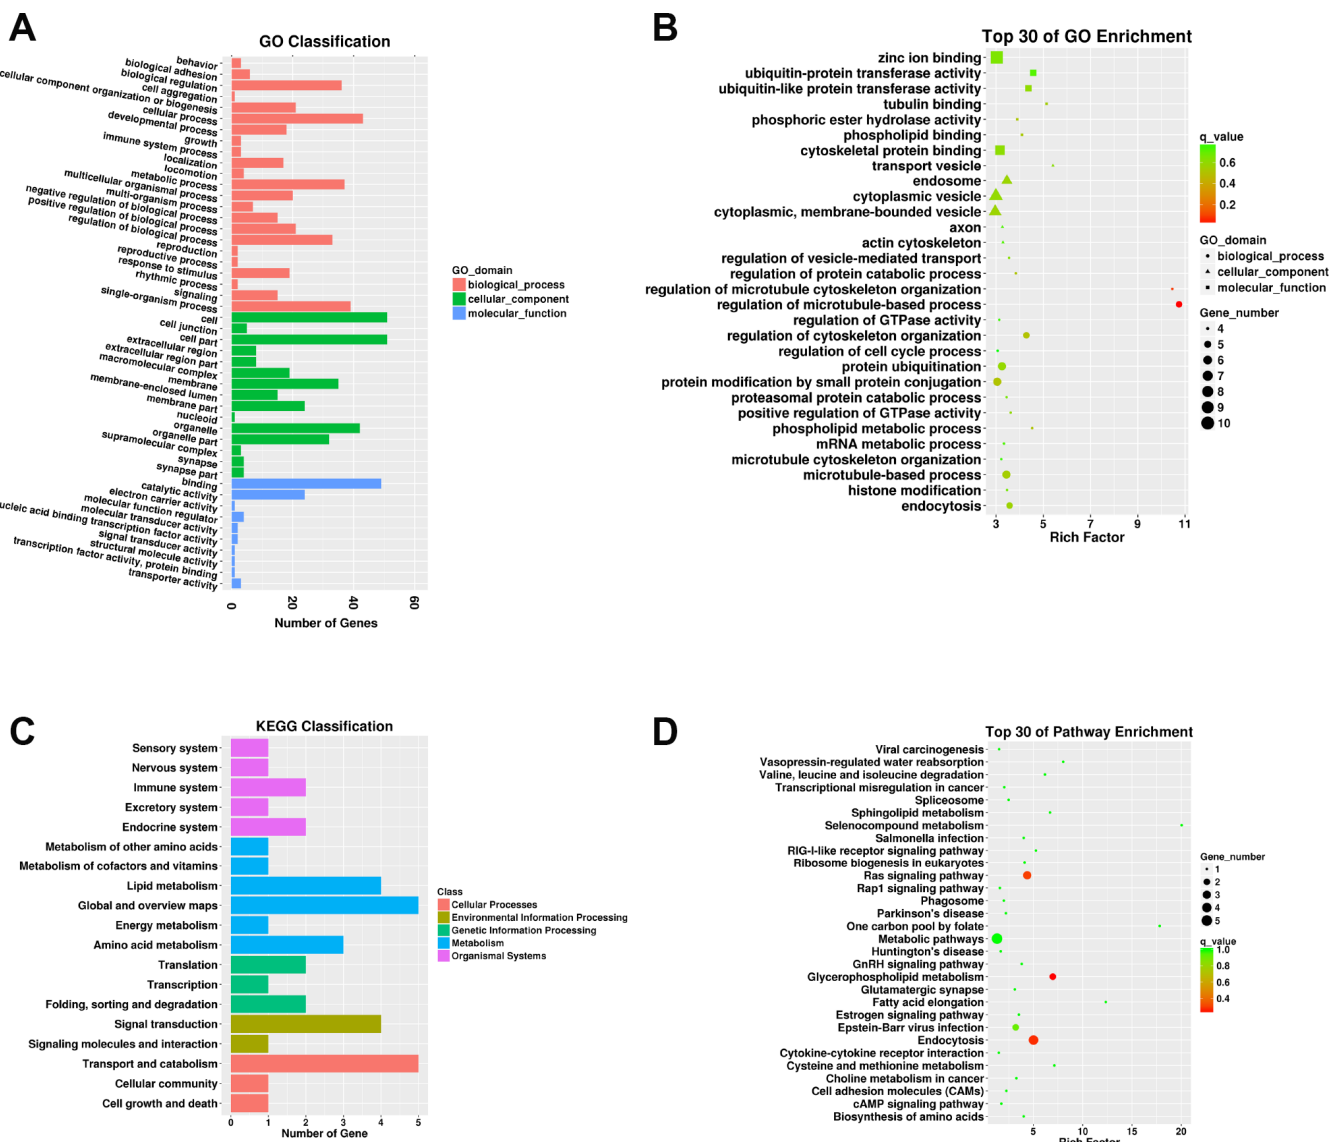 A
GO Classification
behavior
biological adhesion
biological regulation
cell aggregation
cellular component organization or biogenesis
cellular process
developmental process
growth
immune system process
localization
locomotion
metabolic process
multicellular organismal process
multi-organism process
negative regulation of biological process
positive regulation of biological process
regulation of biological process
reproduction
reproductive process
response to stimulus
rhythmic process
signaling
single-organism process
cell
cell junction
cell part
extracellular region
extracellular region part
macromolecular complex
membrane
membrane-enclosed lumen
membrane part
nucleoid
organelle
organelle part
supramolecular complex
synapse
synapse part
binding
catalytic activity
electron carrier activity
molecular function regulator
molecular transducer activity
ucleic acid binding transcription factor activity
signal transducer activity
structural molecule activity
transcription factor activity, protein binding
transporter activity
0 20 40 60
Number of Genes
GO_domain
biological_process
cellular_component
molecular_function
B
Top 30 of GO Enrichment
zinc ion binding
ubiquitin-protein transferase activity
ubiquitin-like protein transferase activity
tubulin binding
phosphoric ester hydrolase activity
phospholipid binding
cytoskeletal protein binding
transport vesicle
endosome
cytoplasmic vesicle
cytoplasmic, membrane-bounded vesicle
axon
actin cytoskeleton
regulation of vesicle-mediated transport
regulation of protein catabolic process
regulation of microtubule cytoskeleton organization
regulation of microtubule-based process
regulation of GTPase activity
regulation of cytoskeleton organization
regulation of cell cycle process
protein ubiquitination
protein modification by small protein conjugation
proteasomal protein catabolic process
positive regulation of GTPase activity
phospholipid metabolic process
mRNA metabolic process
microtubule cytoskeleton organization
microtubule-based process
histone modification
endocytosis
3 5 7 9 11
Rich Factor
q_value
0.6
0.4
0.2
GO_domain
biological_process
cellular_component
molecular_function
Gene_number
4
5
6
7
8
9
10
C
KEGG Classification
Sensory system
Nervous system
Immune system
Excretory system
Endocrine system
Metabolism of other amino acids
Metabolism of cofactors and vitamins
Lipid metabolism
Global and overview maps
Energy metabolism
Amino acid metabolism
Translation
Transcription
Folding, sorting and degradation
Signal transduction
Signaling molecules and interaction
Transport and catabolism
Cellular community
Cell growth and death
0 1 2 3 4 5
Number of Gene
Class
Cellular Processes
Environmental Information Processing
Genetic Information Processing
Metabolism
Organismal Systems
D
Top 30 of Pathway Enrichment
Viral carcinogenesis
Vasopressin-regulated water reabsorption
Valine, leucine and isoleucine degradation
Transcriptional misregulation in cancer
Spliceosome
Sphingolipid metabolism
Selenocompound metabolism
Salmonella infection
RIG-I-like receptor signaling pathway
Ribosome biogenesis in eukaryotes
Ras signaling pathway
Rap1 signaling pathway
Phagosome
Parkinson's disease
One carbon pool by folate
Metabolic pathways
Huntington's disease
GnRH signaling pathway
Glycerophospholipid metabolism
Glutamatergic synapse
Fatty acid elongation
Estrogen signaling pathway
Epstein-Barr virus infection
Endocytosis
Cytokine-cytokine receptor interaction
Cysteine and methionine metabolism
Choline metabolism in cancer
Cell adhesion molecules (CAMs)
cAMP signaling pathway
Biosynthesis of amino acids
5 10 15 20
Rich Factor
Gene_number
1
2
3
4
5
q_value
1.0
0.8
0.6
0.4